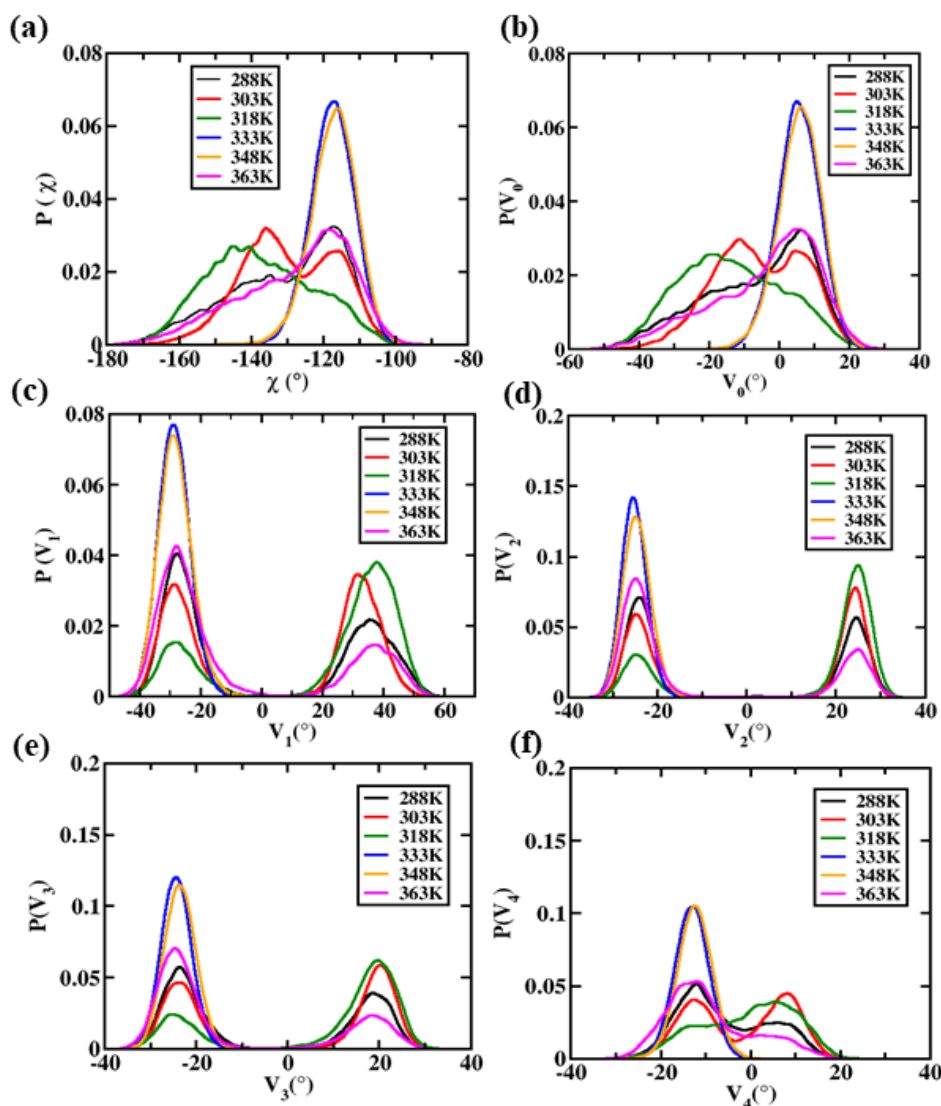 (a)
0.08
0.06
0.04
0.02
0
P (χ)
288K
303K
318K
333K
348K
363K
-180 -160 -140 -120 -100 -80
χ (°)
(b)
0.08
0.06
0.04
0.02
0
P(V0)
288K
303K
318K
333K
348K
363K
-60 -40 -20 0 20 40
V0(°)
(c)
0.08
0.06
0.04
0.02
0
P(V1)
288K
303K
318K
333K
348K
363K
-40 -20 0 20 40 60
V1(°)
(d)
0.2
0.15
0.1
0.05
0
P(V2)
288K
303K
318K
333K
348K
363K
-40 -20 0 20 40
V2(°)
(e)
0.2
0.15
0.1
0.05
0
P(V3)
288K
303K
318K
333K
348K
363K
-40 -20 0 20 40
V3(°)
(f)
0.2
0.15
0.1
0.05
0
P(V4)
288K
303K
318K
333K
348K
363K
-40 -20 0 20 40
V4(°)